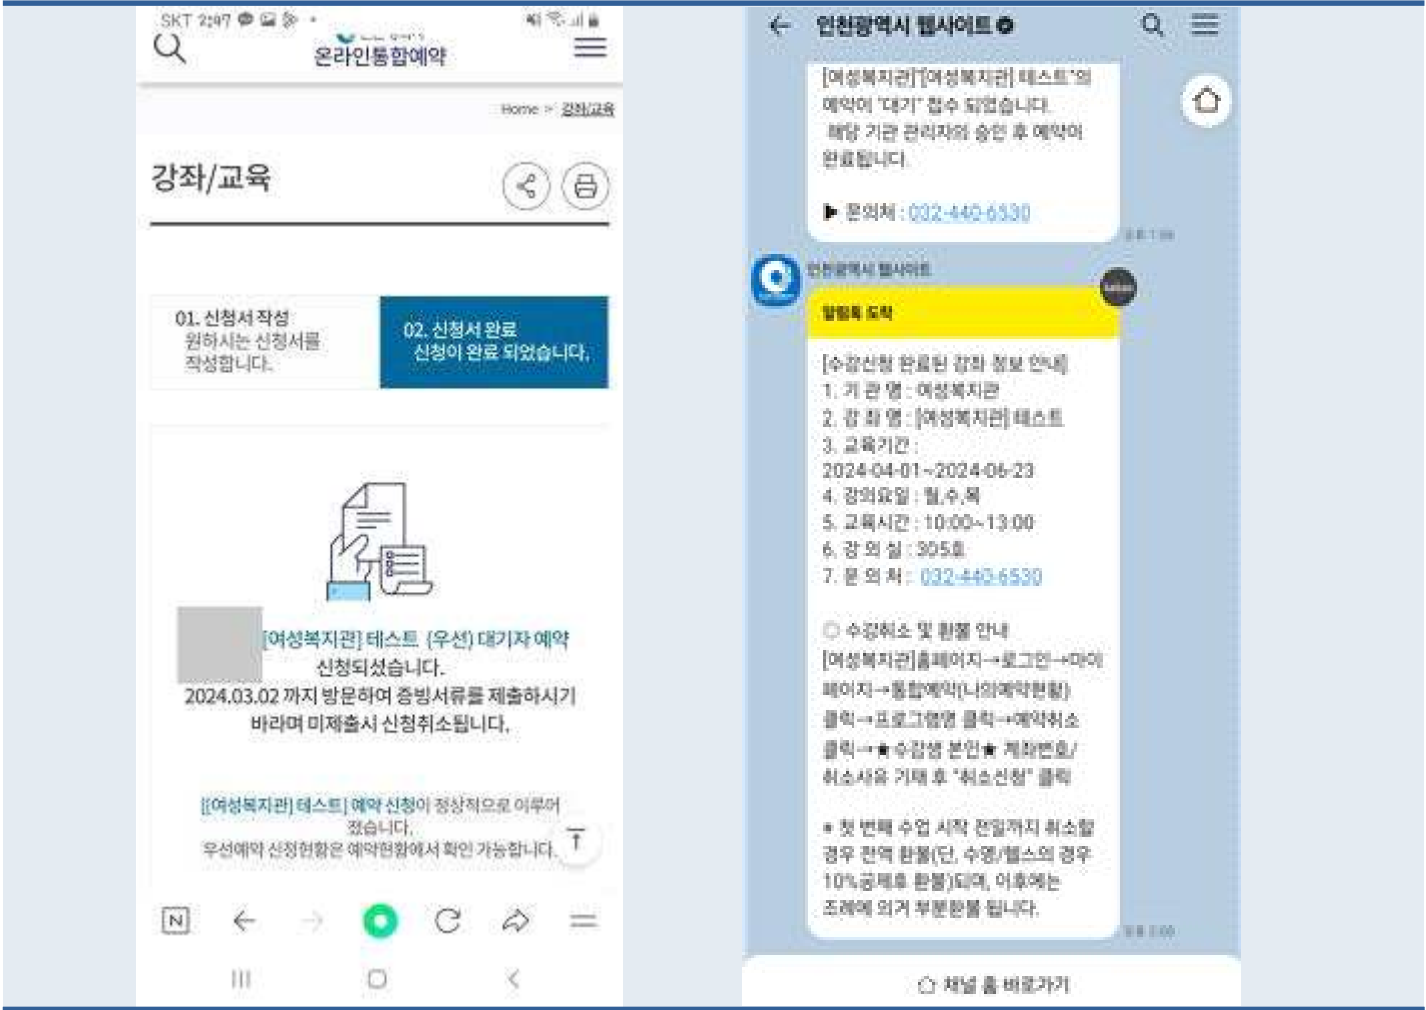 SKT 2:47
온라인통합예약
Home > 강좌/교육
강좌/교육
01. 신청서 작성
원하시는 신청서를
작성합니다.
02. 신청서 완료
신청이 완료 되었습니다.
[여성복지관] 테스트 (우선) 대기자 예약
신청되셨습니다.
2024.03.02 까지 방문하여 증빙서류를 제출하시기
바라며 미제출시 신청취소됩니다.
[[여성복지관] 테스트] 예약 신청이 정상적으로 이루어
졌습니다.
우선예약 신청현황은 예약현황에서 확인 가능합니다.
N
인천광역시 웹사이트
[여성복지관]"[여성복지관] 테스트"의
예약이 "대기" 접수 되었습니다.
해당 기관 관리자의 승인 후 예약이
완료됩니다.
▶ 문의처 : 032-440-6530
인천광역시 웹사이트
알림톡 도착
[수강신청 완료된 강좌 정보 안내]
1. 기 관 명 : 여성복지관
2. 강 좌 명 : [여성복지관] 테스트
3. 교육기간 :
2024-04-01~2024-06-23
4. 강의요일 : 월,수,목
5. 교육시간 : 10:00~13:00
6. 강 의 실 : 305호
7. 문 의 처 : 032-440-6530
○ 수강취소 및 환불 안내
[여성복지관]홈페이지→로그인→마이
페이지→통합예약(나의예약현황)
클릭→프로그램명 클릭→예약취소
클릭→★수강생 본인★ 계좌번호/
취소사유 기재 후 "취소신청" 클릭
* 첫 번째 수업 시작 전일까지 취소할
경우 전액 환불(단, 수영/헬스의 경우
10%공제후 환불)되며, 이후에는
조례에 의거 부분환불 됩니다.
채널 홈 바로가기